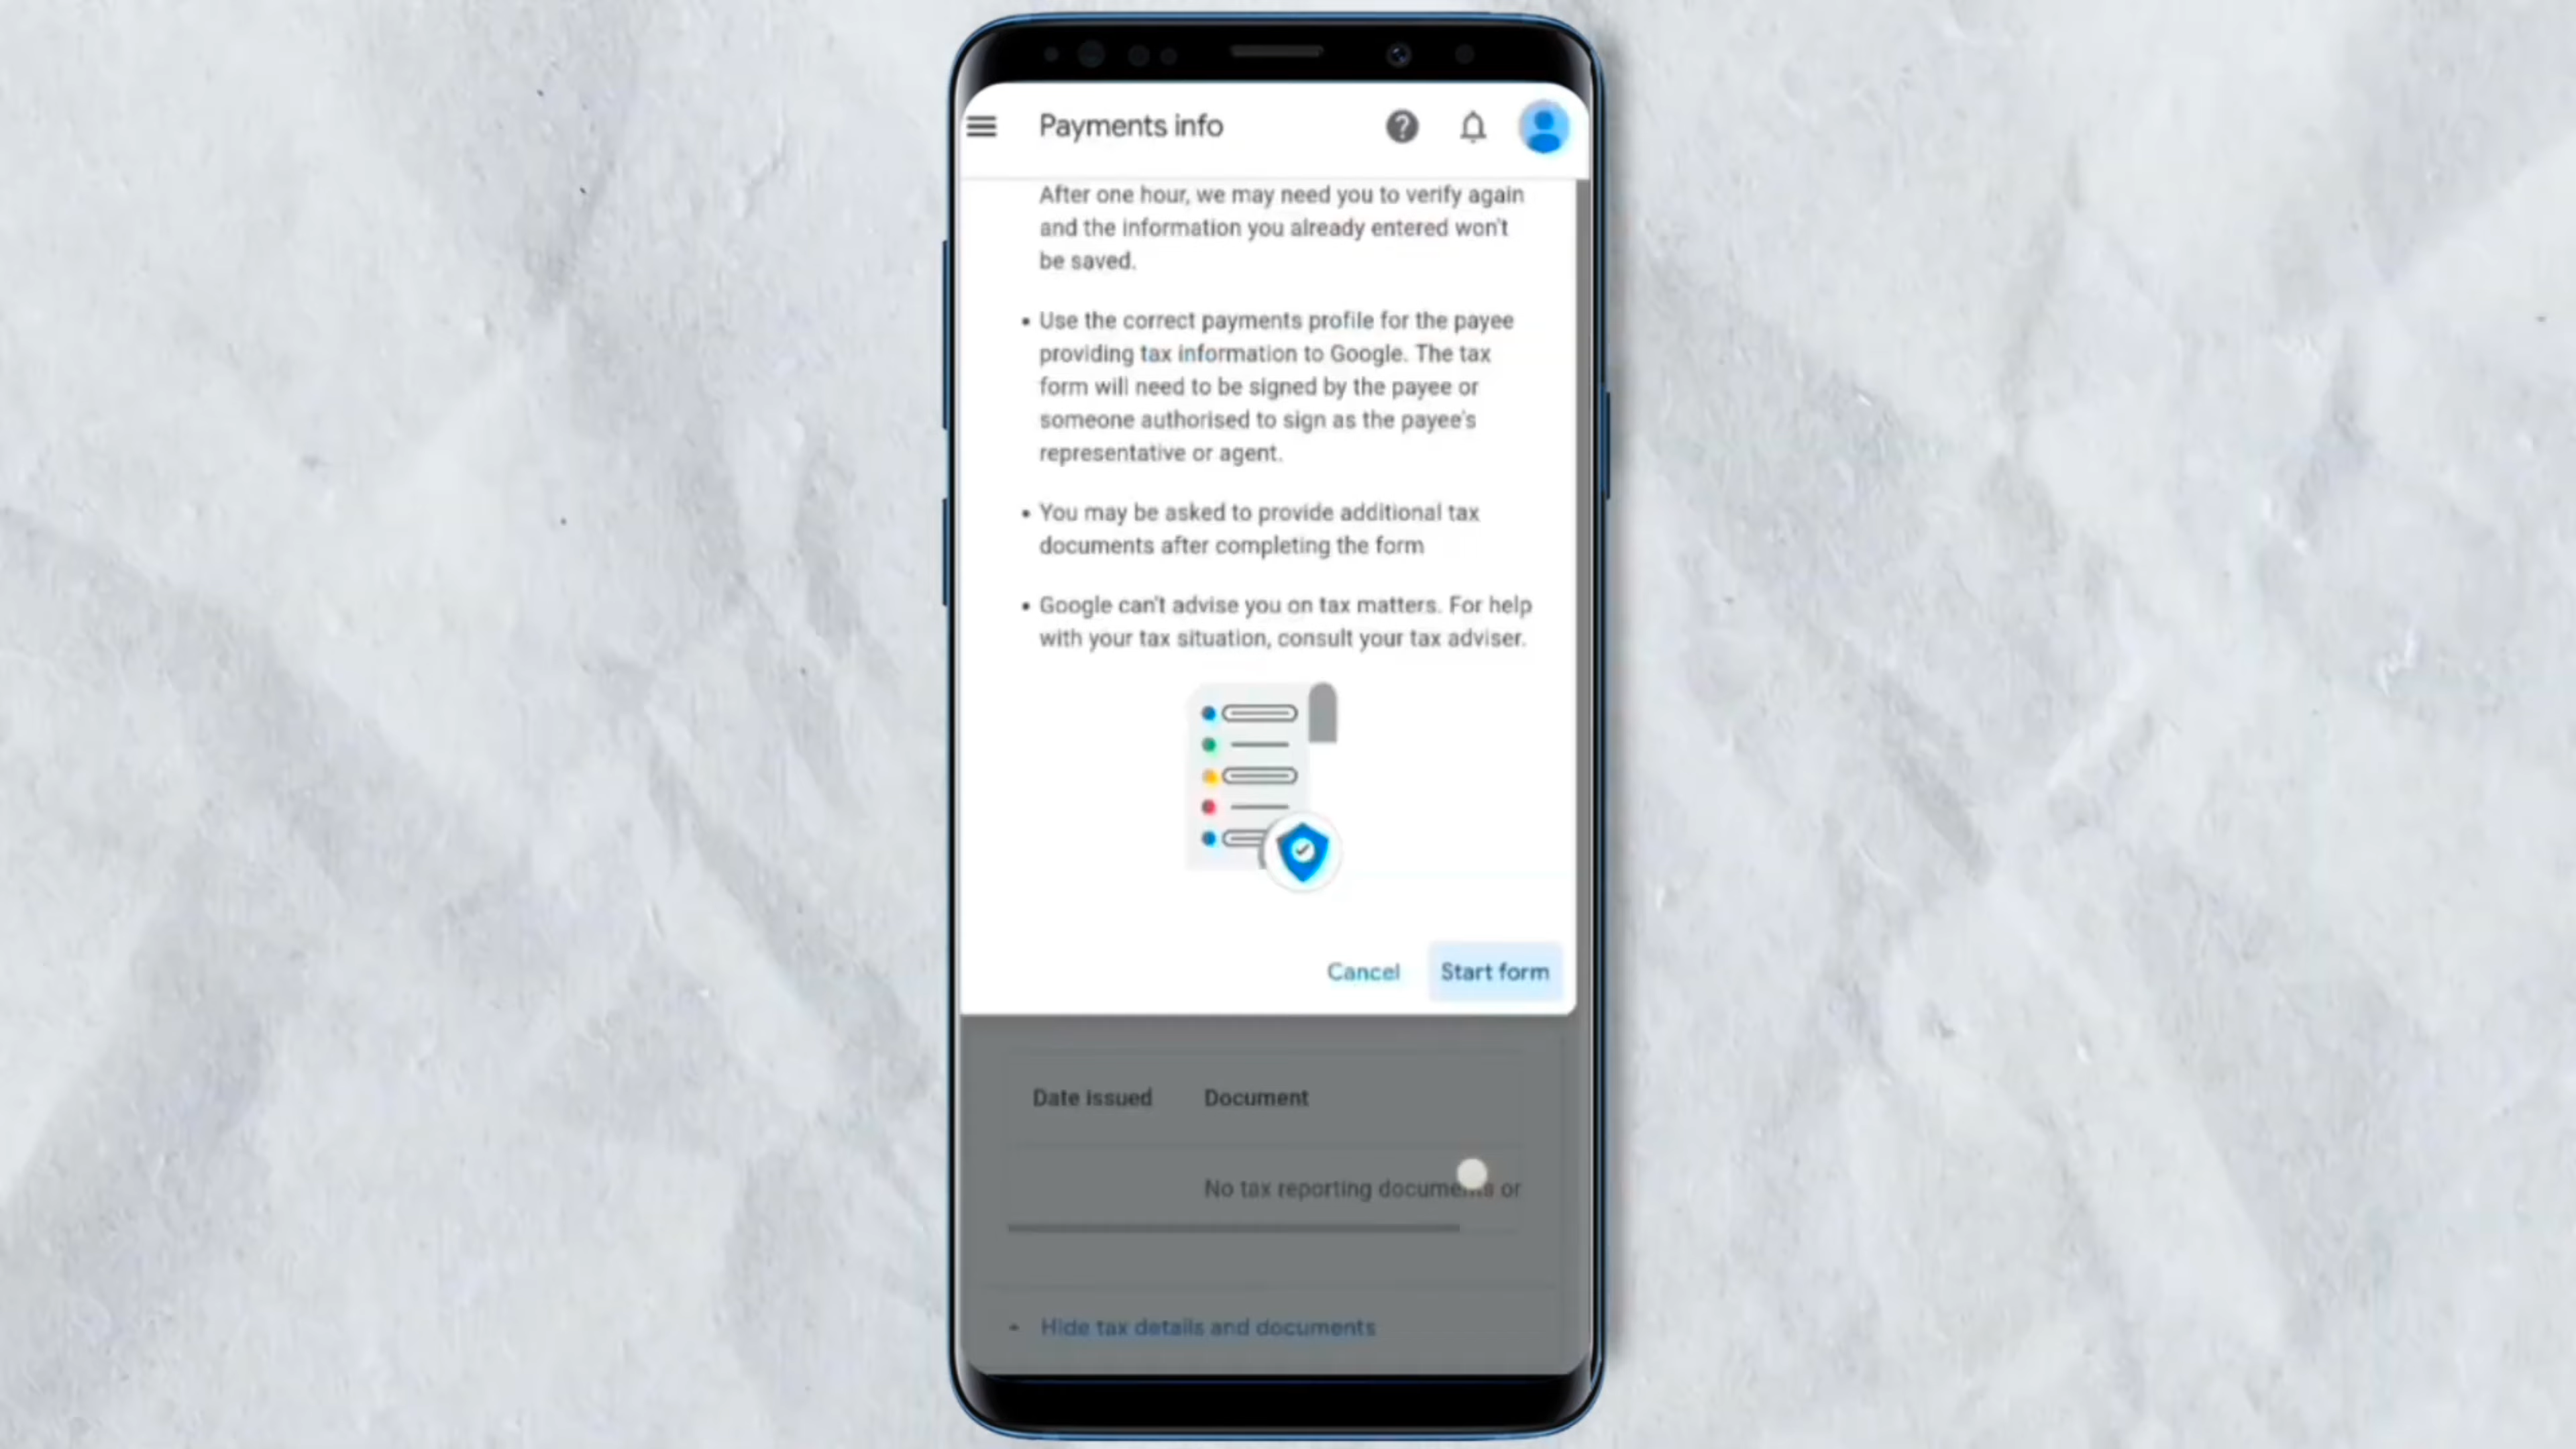 Payments info
After one hour, we may need you to verify again
and the information you already entered won't
be saved.
• Use the correct payments profile for the payee
providing tax information to Google. The tax
form will need to be signed by the payee or
someone authorised to sign as the payee's
representative or agent.
• You may be asked to provide additional tax
documents after completing the form
• Google can't advise you on tax matters. For help
with your tax situation, consult your tax adviser.
Cancel Start form
Date issued Document
No tax reporting documents or
Hide tax details and documents